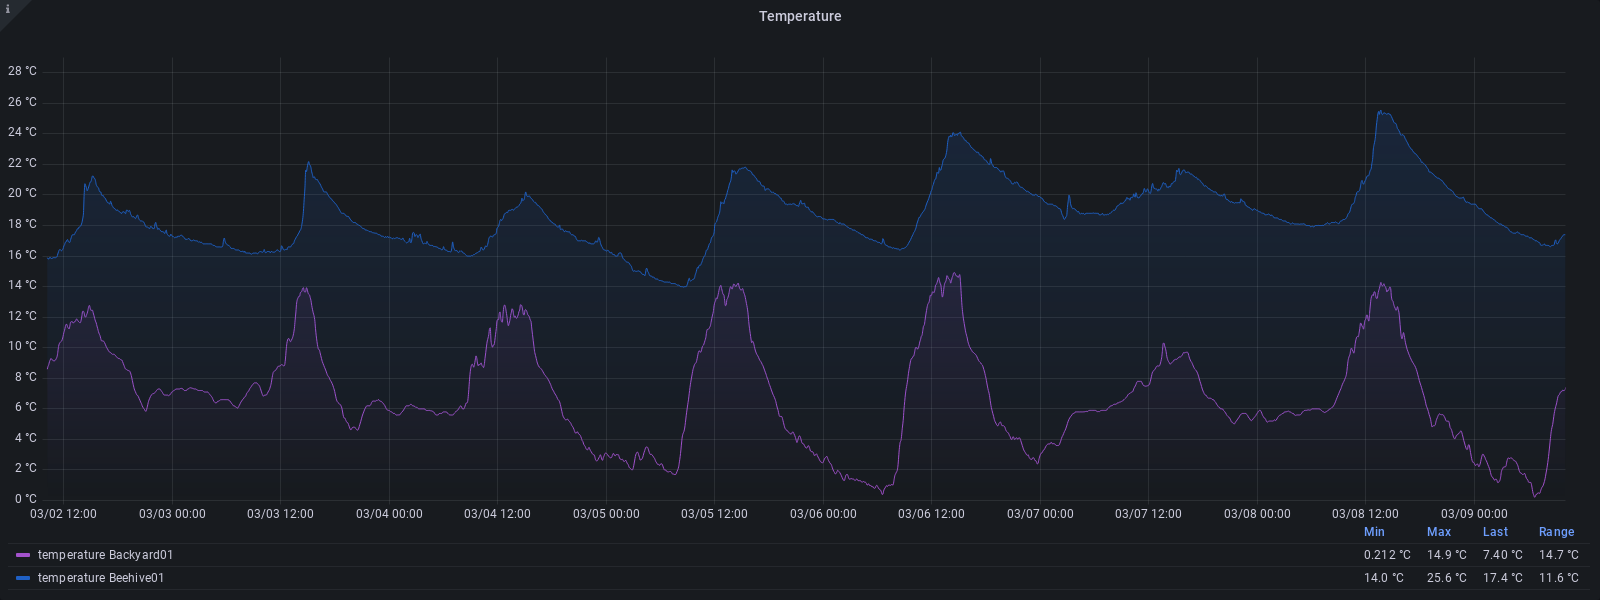 i
Temperature
28 °C
26 °C
24 °C
22 °C
20 °C
18 °C
16 °C
14 °C
12 °C
10 °C
8 °C
6 °C
4 °C
2 °C
0 °C
03/02 12:00 03/03 00:00 03/03 12:00 03/04 00:00 03/04 12:00 03/05 00:00 03/05 12:00 03/06 00:00 03/06 12:00 03/07 00:00 03/07 12:00 03/08 00:00 03/08 12:00 03/09 00:00
Min Max Last Range
temperature Backyard01 0.212 °C 14.9 °C 7.40 °C 14.7 °C
temperature Beehive01 14.0 °C 25.6 °C 17.4 °C 11.6 °C